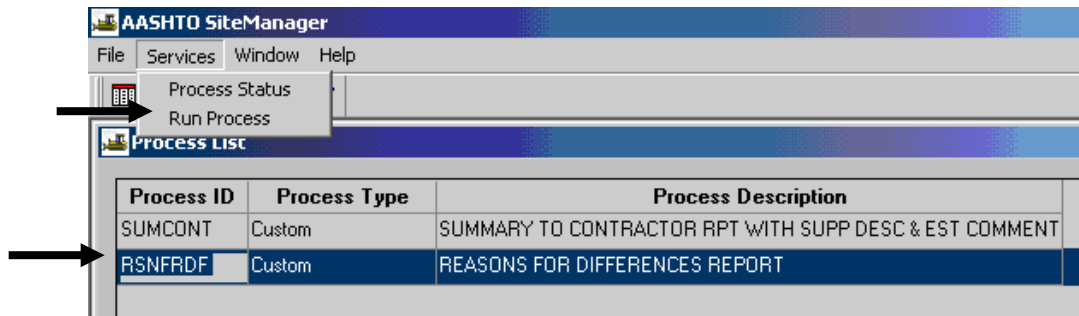 AASHTO SiteManager
File Services Window Help
Process Status
Run Process
Process List
Process ID Process Type Process Description
SUMCONT Custom SUMMARY TO CONTRACTOR RPT WITH SUPP DESC & EST COMMENT
RSNFRDF Custom REASONS FOR DIFFERENCES REPORT